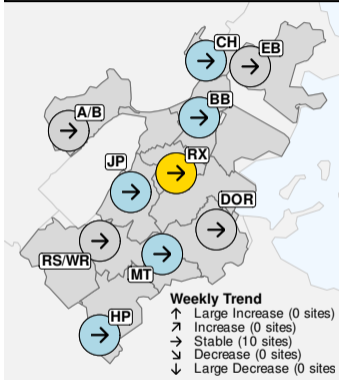 CH
EB
BB
A/B
RX
JP
DOR
RS/WR
MT
HP
Weekly Trend
↑ Large Increase (0 sites)
↗ Increase (0 sites)
→ Stable (10 sites)
↘ Decrease (0 sites)
↓ Large Decrease (0 sites